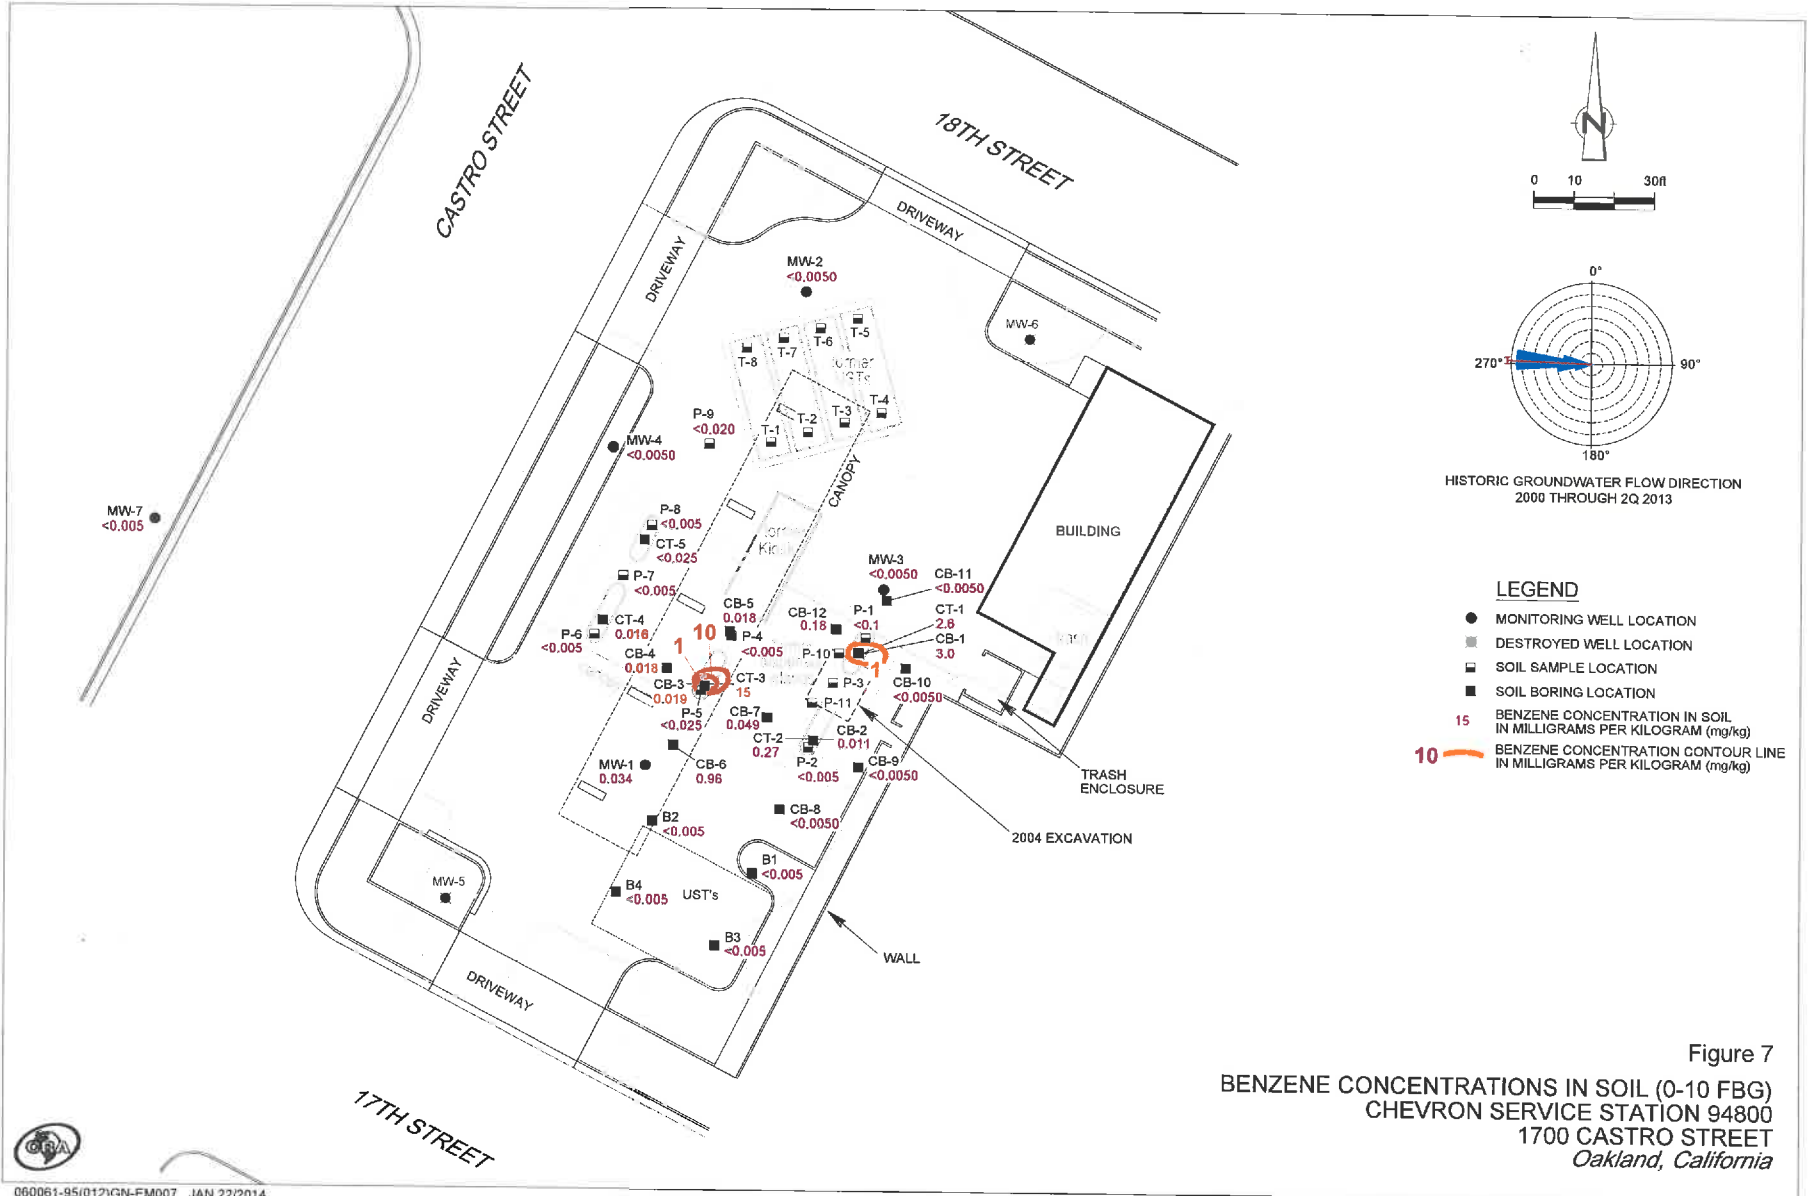 CASTRO STREET
18TH STREET
DRIVEWAY
DRIVEWAY
N
0 10 30ft
MW-2
<0.0050
MW-6
T-5
T-6
T-7
T-8
T-4
T-3
T-2
T-1
P-9
<0.020
MW-4
<0.0050
CANOPY
MW-7
<0.005
P-8
<0.005
CT-5
<0.025
P-7
<0.005
BUILDING
MW-3
<0.0050
CB-11
<0.0050
CB-5
0.018
CB-12
0.18
P-1
<0.1
CT-1
2.8
CT-4
0.016
P-6
<0.005
1
10
P-4
<0.005
CB-1
3.0
P-10
1
CB-4
0.018
CB-3
0.019
CT-3
15
P-3
CB-10
<0.0050
P-5
<0.025
CB-7
0.049
P-11
CT-2
0.27
CB-2
0.011
MW-1
0.034
CB-6
0.96
P-2
<0.005
CB-9
<0.0050
B2
<0.005
CB-8
<0.0050
TRASH
ENCLOSURE
2004 EXCAVATION
DRIVEWAY
MW-5
B1
<0.005
B4
<0.005
UST's
B3
<0.005
WALL
DRIVEWAY
17TH STREET
0°
270°
90°
180°
HISTORIC GROUNDWATER FLOW DIRECTION
2000 THROUGH 2Q 2013
LEGEND
MONITORING WELL LOCATION
DESTROYED WELL LOCATION
SOIL SAMPLE LOCATION
SOIL BORING LOCATION
15 BENZENE CONCENTRATION IN SOIL
IN MILLIGRAMS PER KILOGRAM (mg/kg)
10 BENZENE CONCENTRATION CONTOUR LINE
IN MILLIGRAMS PER KILOGRAM (mg/kg)
Figure 7
BENZENE CONCENTRATIONS IN SOIL (0-10 FBG)
CHEVRON SERVICE STATION 94800
1700 CASTRO STREET
Oakland, California
CRA
060061-95(012)GN-EM007 JAN 22/2014